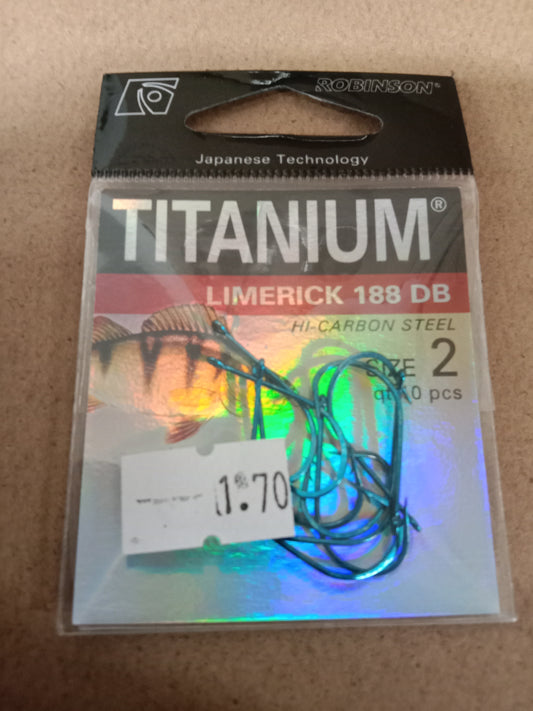 ROBINSON®
Japanese Technology
TITANIUM®
LIMERICK 188 DB
HI-CARBON STEEL
SIZE 2
10 pcs
1.70